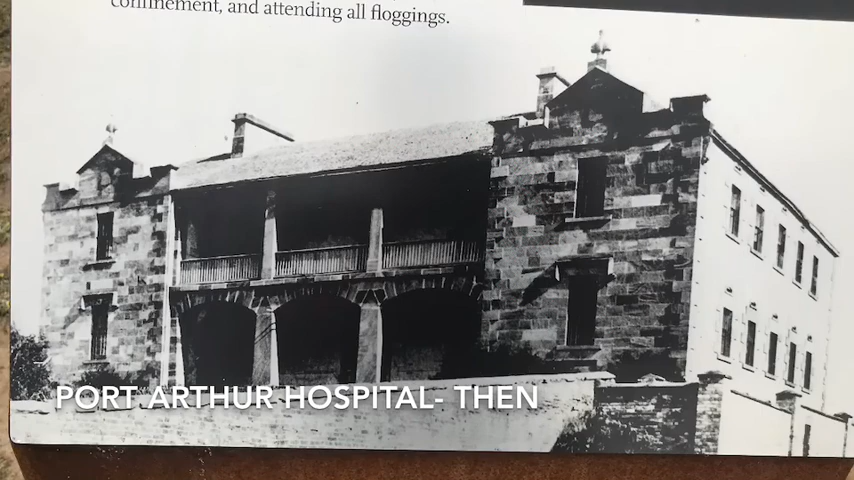 confinement, and attending all floggings.
PORT ARTHUR HOSPITAL- THEN